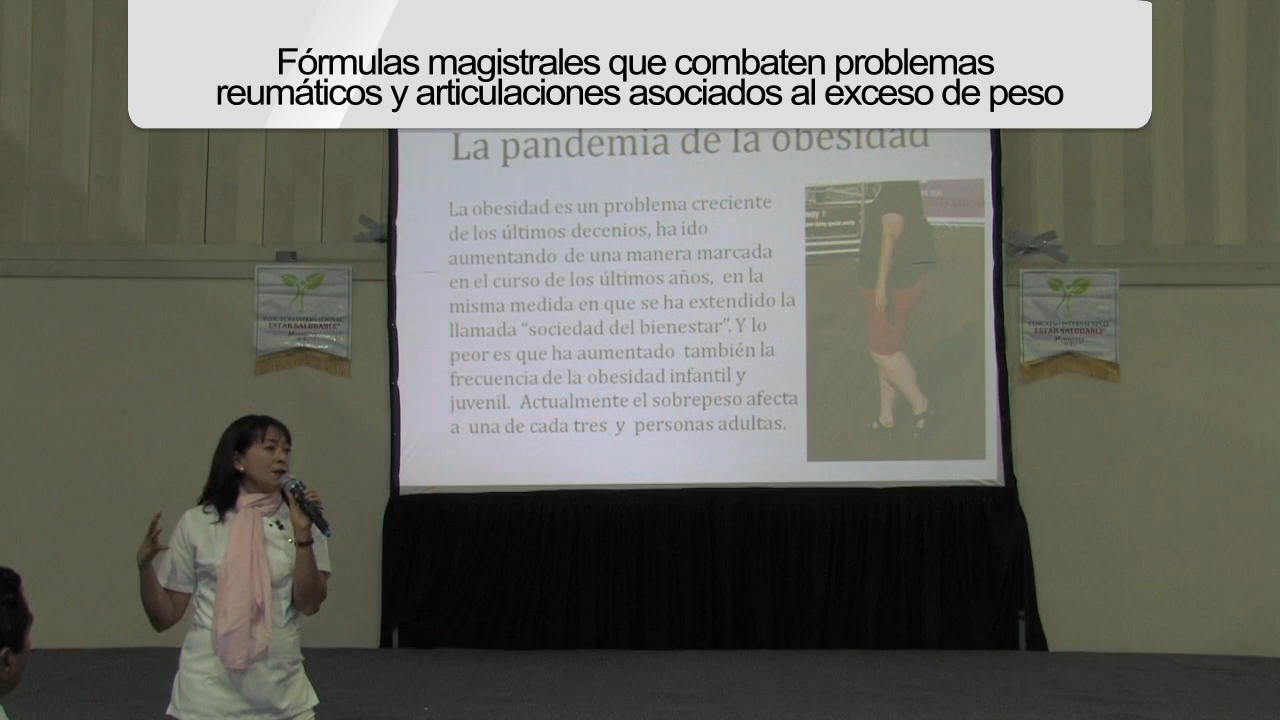 Fórmulas magistrales que combaten problemas
reumáticos y articulaciones asociados al exceso de peso
La pandemia de la obesidad
La obesidad es un problema creciente
de los últimos decenios, ha ido
aumentando de una manera marcada
en el curso de los últimos años, en la
misma medida en que se ha extendido la
llamada “sociedad del bienestar”. Y lo
peor es que ha aumentado también la
frecuencia de la obesidad infantil y
juvenil. Actualmente el sobrepeso afecta
a una de cada tres y personas adultas.
ESTAR SALUDABLE
ESTAR SALUDABLE